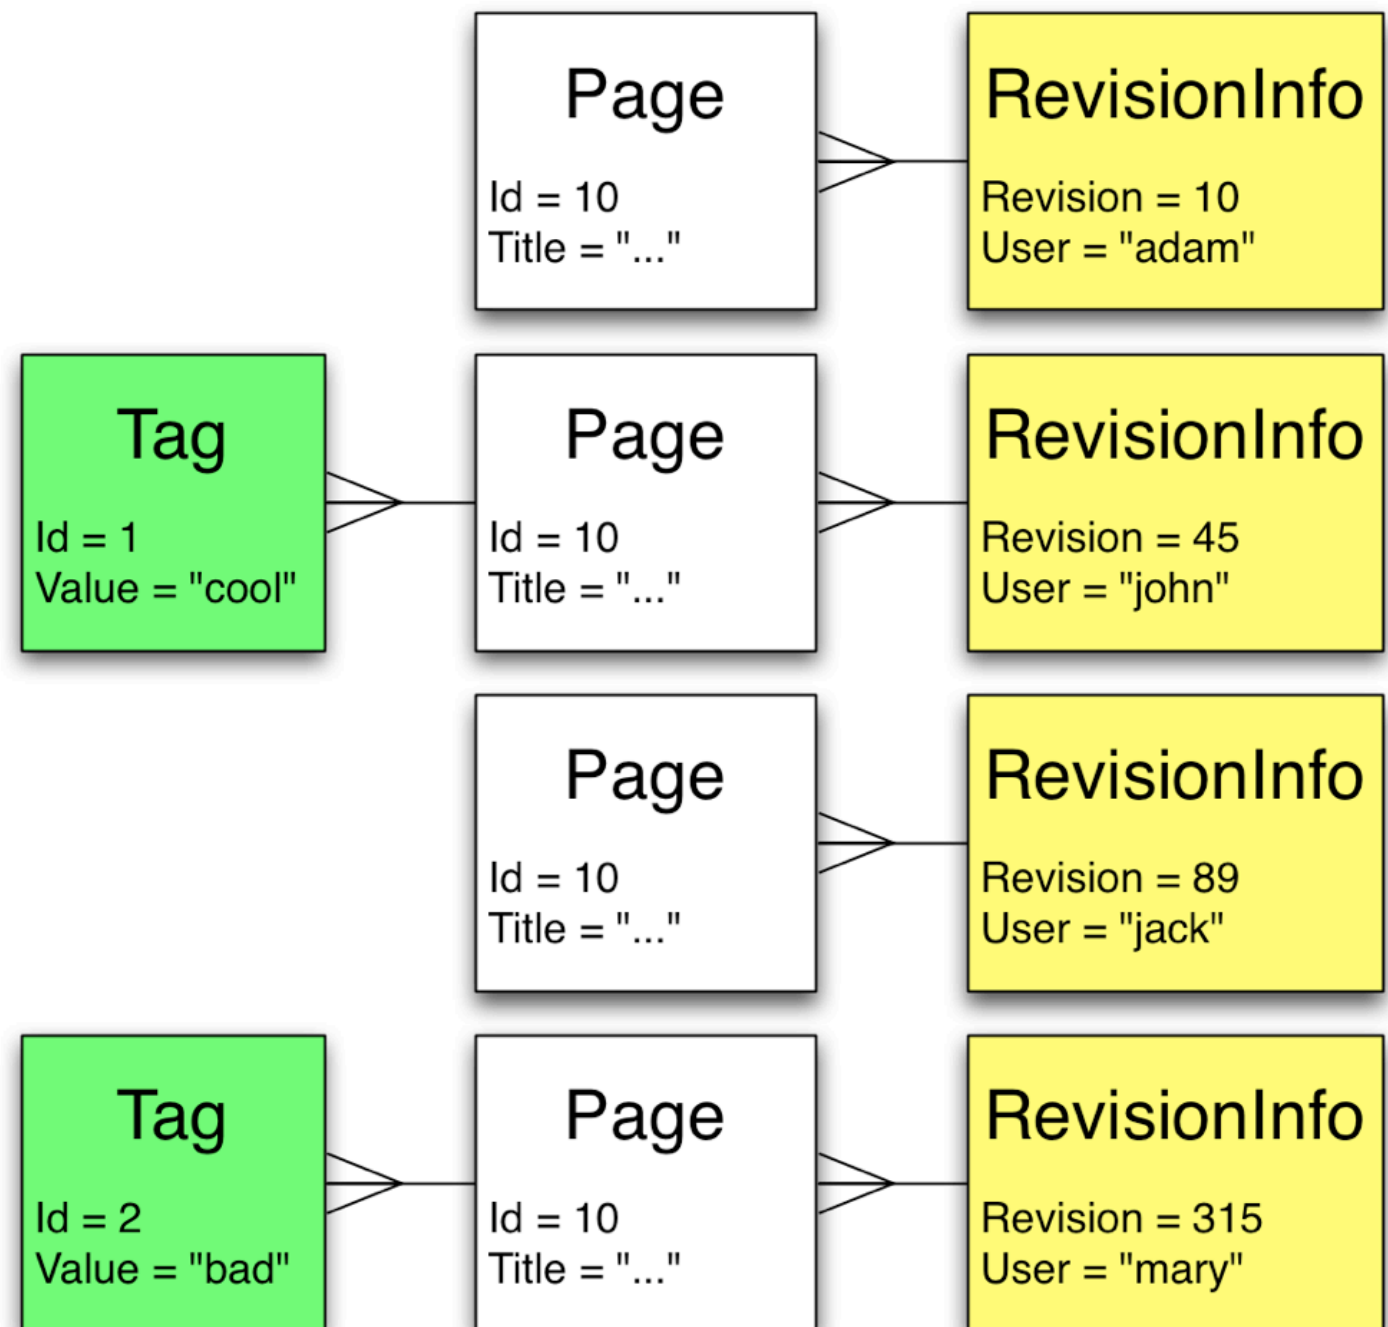 Page
Id = 10
Title = "..."
RevisionInfo
Revision = 10
User = "adam"
Tag
Id = 1
Value = "cool"
Page
Id = 10
Title = "..."
RevisionInfo
Revision = 45
User = "john"
Page
Id = 10
Title = "..."
RevisionInfo
Revision = 89
User = "jack"
Tag
Id = 2
Value = "bad"
Page
Id = 10
Title = "..."
RevisionInfo
Revision = 315
User = "mary"